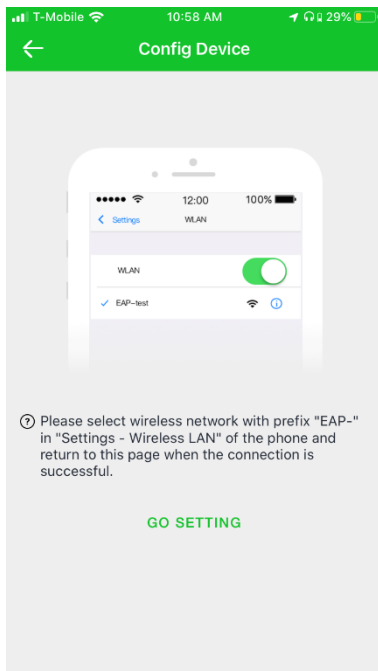 T-Mobile 10:58 AM 29%
Config Device
12:00 100%
Settings WLAN
WLAN
EAP-test
Please select wireless network with prefix "EAP-"
in "Settings - Wireless LAN" of the phone and
return to this page when the connection is
successful.
GO SETTING